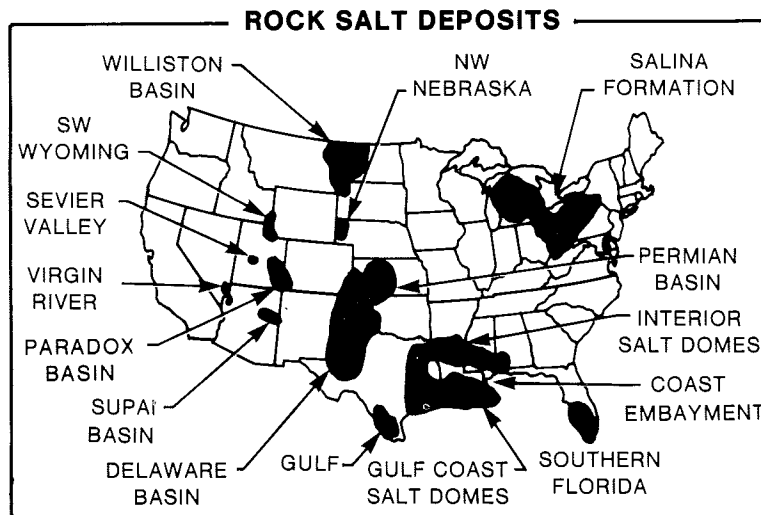 ROCK SALT DEPOSITS
WILLISTON
BASIN
NW
NEBRASKA
SALINA
FORMATION
SW
WYOMING
SEVIER
VALLEY
VIRGIN
RIVER
PARADOX
BASIN
SUPAI
BASIN
DELAWARE
BASIN
GULF
GULF COAST
SALT DOMES
SOUTHERN
FLORIDA
PERMIAN
BASIN
INTERIOR
SALT DOMES
COAST
EMBAYMENT